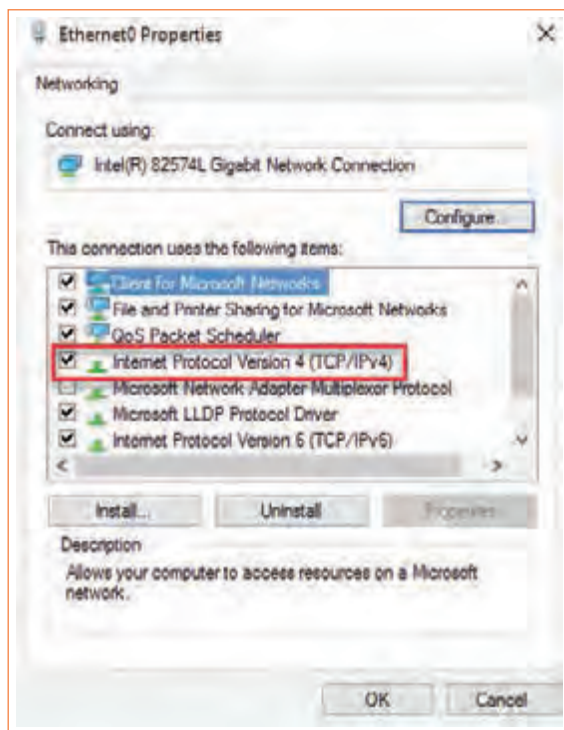 Ethernet0 Properties
Networking
Connect using:
Intel(R) 82574L Gigabit Network Connection
Configure...
This connection uses the following items:
Client for Microsoft Networks
File and Printer Sharing for Microsoft Networks
QoS Packet Scheduler
Internet Protocol Version 4 (TCP/IPv4)
Microsoft Network Adapter Multiplexor Protocol
Microsoft LLDP Protocol Driver
Internet Protocol Version 6 (TCP/IPv6)
Install... Uninstall Properties
Description
Allows your computer to access resources on a Microsoft
network.
OK Cancel